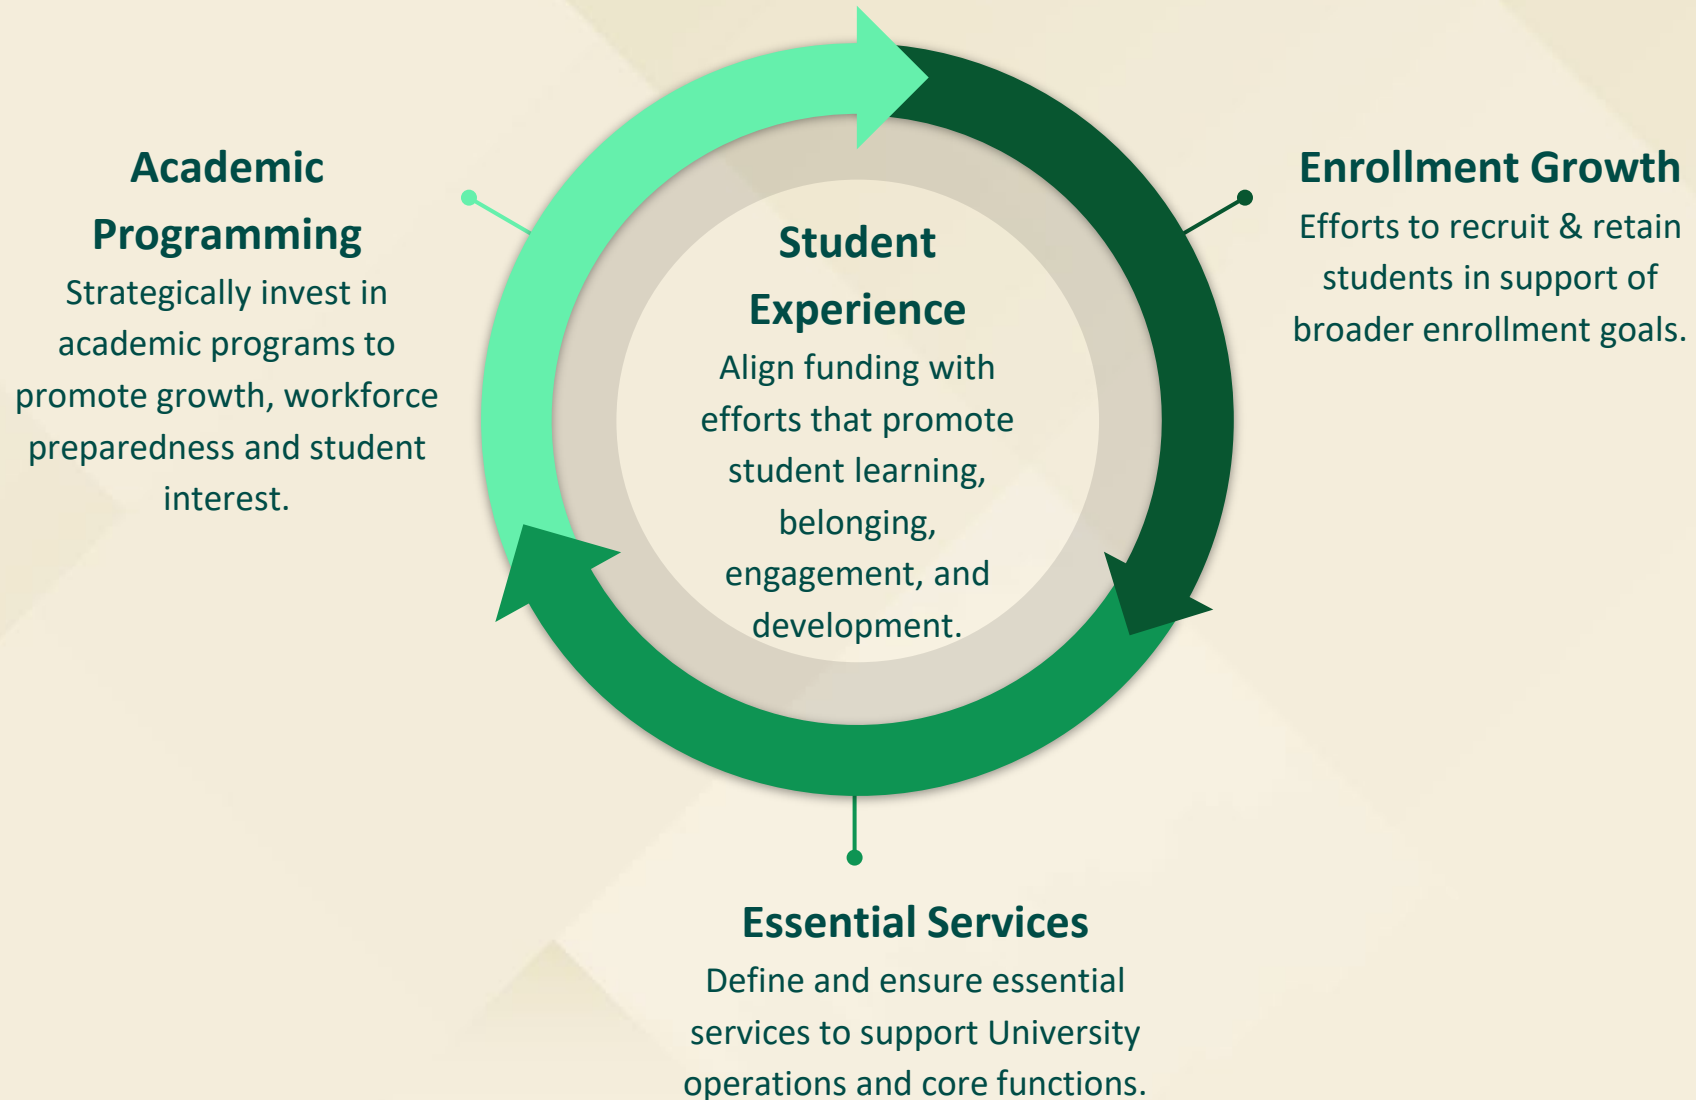 Academic
Programming
Strategically invest in
academic programs to
promote growth, workforce
preparedness and student
interest.
Student
Experience
Align funding with
efforts that promote
student learning,
belonging,
engagement, and
development.
Enrollment Growth
Efforts to recruit & retain
students in support of
broader enrollment goals.
Essential Services
Define and ensure essential
services to support University
operations and core functions.